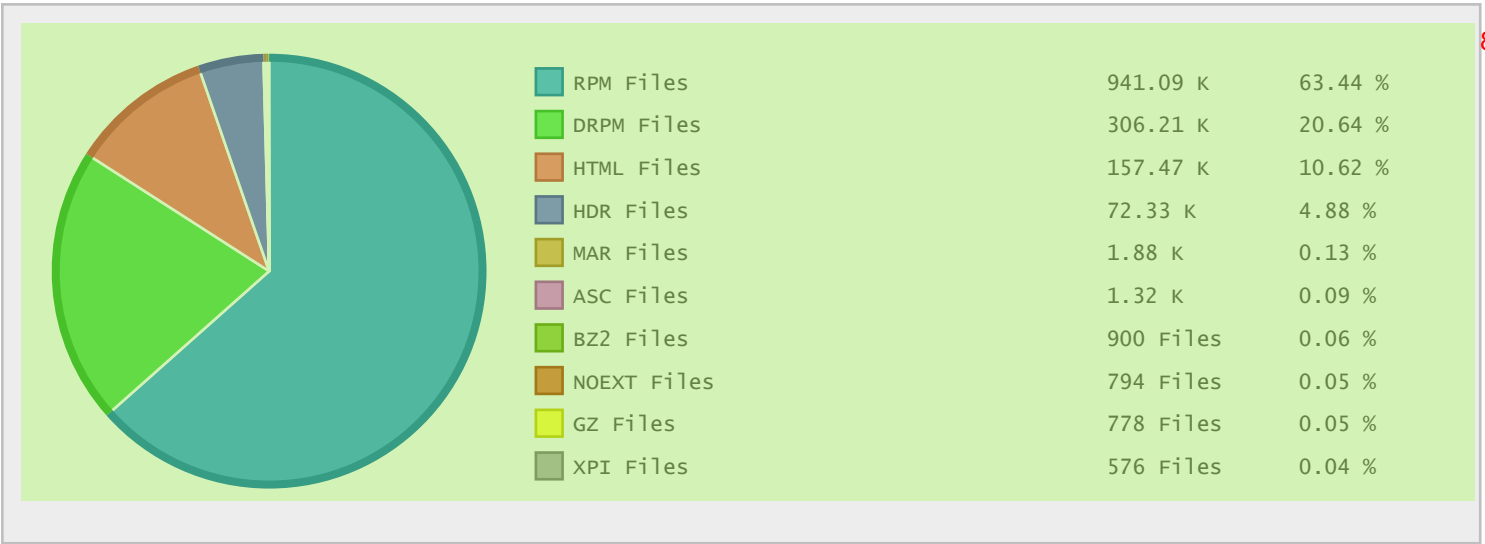 RPM Files 941.09 K 63.44 %
DRPM Files 306.21 K 20.64 %
HTML Files 157.47 K 10.62 %
HDR Files 72.33 K 4.88 %
MAR Files 1.88 K 0.13 %
ASC Files 1.32 K 0.09 %
BZ2 Files 900 Files 0.06 %
NOEXT Files 794 Files 0.05 %
GZ Files 778 Files 0.05 %
XPI Files 576 Files 0.04 %